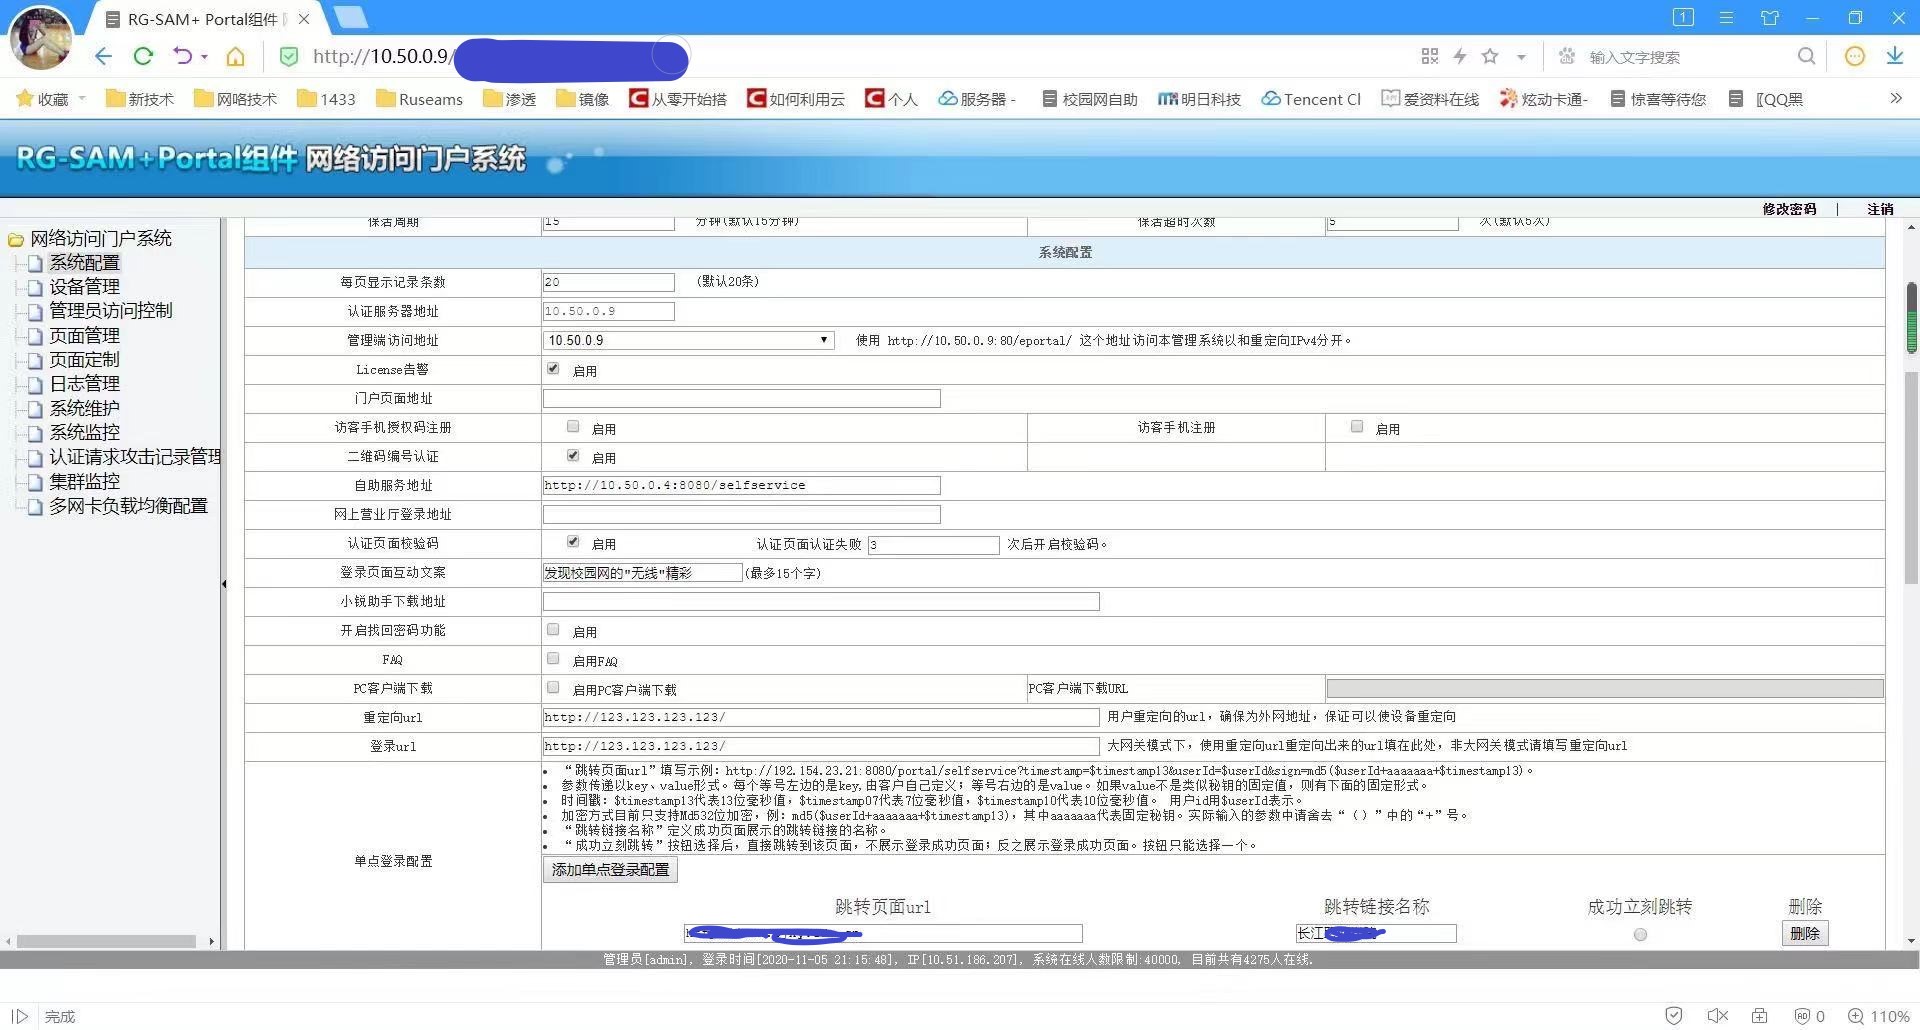 RG-SAM+ Portal组件
http://10.50.0.9/
输入文字搜索
收藏 新技术 网咯技术 1433 Ruseams 渗透 镜像 从零开始搭 如何利用云 个人 服务器 - 校园网自助 明日科技 Tencent Cl 爱资料在线 炫动卡通- 惊喜等待您 〖QQ黑
RG-SAM+Portal组件 网络访问门户系统
修改密码 | 注销
网络访问门户系统
系统配置
设备管理
管理员访问控制
页面管理
页面定制
日志管理
系统维护
系统监控
认证请求攻击记录管理
集群监控
多网卡负载均衡配置
保活周期 15 分钟(默认15分钟) 保活超时次数 5 次(默认5次)
系统配置
每页显示记录条数 20 (默认20条)
认证服务器地址 10.50.0.9
管理端访问地址 10.50.0.9 使用 http://10.50.0.9:80/eportal/ 这个地址访问本管理系统以和重定向IPv4分开。
License告警 启用
门户页面地址
访客手机授权码注册 启用 访客手机注册 启用
二维码编号认证 启用
自助服务地址 http://10.50.0.4:8080/selfservice
网上营业厅登录地址
认证页面校验码 启用 认证页面认证失败 3 次后开启校验码。
登录页面互动文案 发现校园网的"无线"精彩 (最多15个字)
小锐助手下载地址
开启找回密码功能 启用
FAQ 启用FAQ
PC客户端下载 启用PC客户端下载 PC客户端下载URL
重定向url http://123.123.123.123/ 用户重定向的url，确保为外网地址，保证可以使设备重定向
登录url http://123.123.123.123/ 大网关模式下，使用重定向url重定向出来的url填在此处，非大网关模式请填写重定向url
单点登录配置
• “跳转页面url”填写示例：http://192.154.23.21:8080/portal/selfservice?timestamp=$timestamp13&userId=$userId&sign=md5($userId+aaaaaaa+$timestamp13)。
• 参数传递以key、value形式。每个等号左边的是key,由客户自己定义；等号右边的是value。如果value不是类似秘钥的固定值，则有下面的固定形式。
• 时间戳：$timestamp13代表13位毫秒值，$timestamp07代表7位毫秒值，$timestamp10代表10位毫秒值。 用户id用$userId表示。
• 加密方式目前只支持Md532位加密，例：md5($userId+aaaaaaa+$timestamp13)，其中aaaaaaa代表固定秘钥。实际输入的参数中请舍去“（）”中的“+”号。
• “跳转链接名称”定义成功页面展示的跳转链接的名称。
• “成功立刻跳转”按钮选择后，直接跳转到该页面，不展示登录成功页面；反之展示登录成功页面。按钮只能选择一个。
添加单点登录配置
跳转页面url 跳转链接名称 成功立刻跳转 删除
长江 删除
管理员[admin]，登录时间[2020-11-05 21:15:48]，IP[10.51.186.207]，系统在线人数限制:40000，目前共有4275人在线.
完成
0 110%